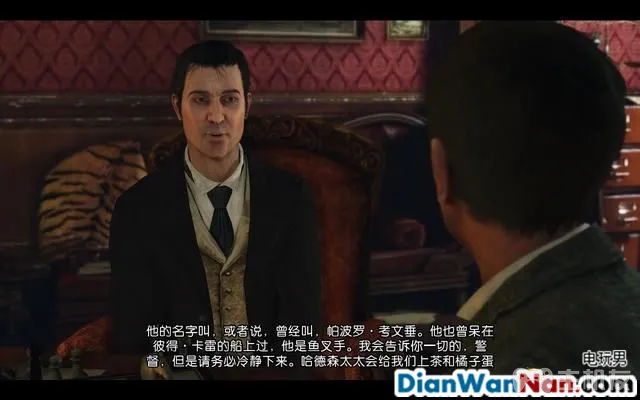 他的名字叫，或者说，曾经叫，帕波罗·考文垂。他也曾呆在
彼得·卡雷的船上过，他是鱼叉手。我会告诉你一切的，警
督，但是请务必冷静下来。哈德森太太会给我们上茶和橘子蛋
电玩男
DianWanNan.com